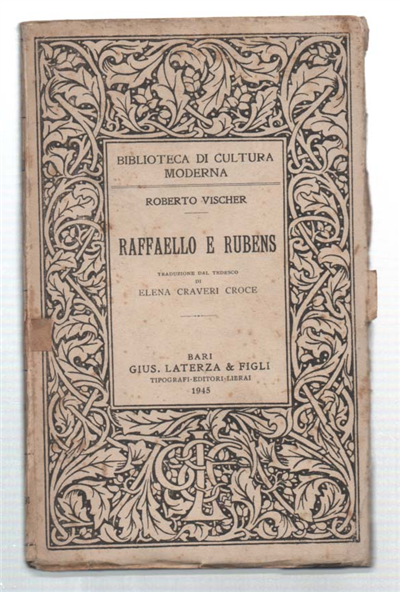 BIBLIOTECA DI CULTURA
MODERNA
ROBERTO VISCHER
RAFFAELLO E RUBENS
TRADUZIONE DAL TEDESCO
DI
ELENA CRAVERI CROCE
BARI
GIUS. LATERZA & FIGLI
TIPOGRAFI-EDITORI-LIBRAI
1945